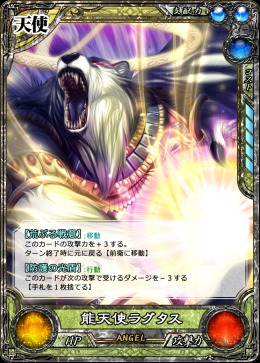 天使
【荒ぶる戦意】:移動
このカードの攻撃力を+3する。
ターン終了時に元に戻る【前衛に移動】
【防護の光盾】:行動
このカードが次の攻撃で受けるダメージを-3する
【手札を1枚捨てる】
能天使ラグタス
HP
ANGEL
攻撃力